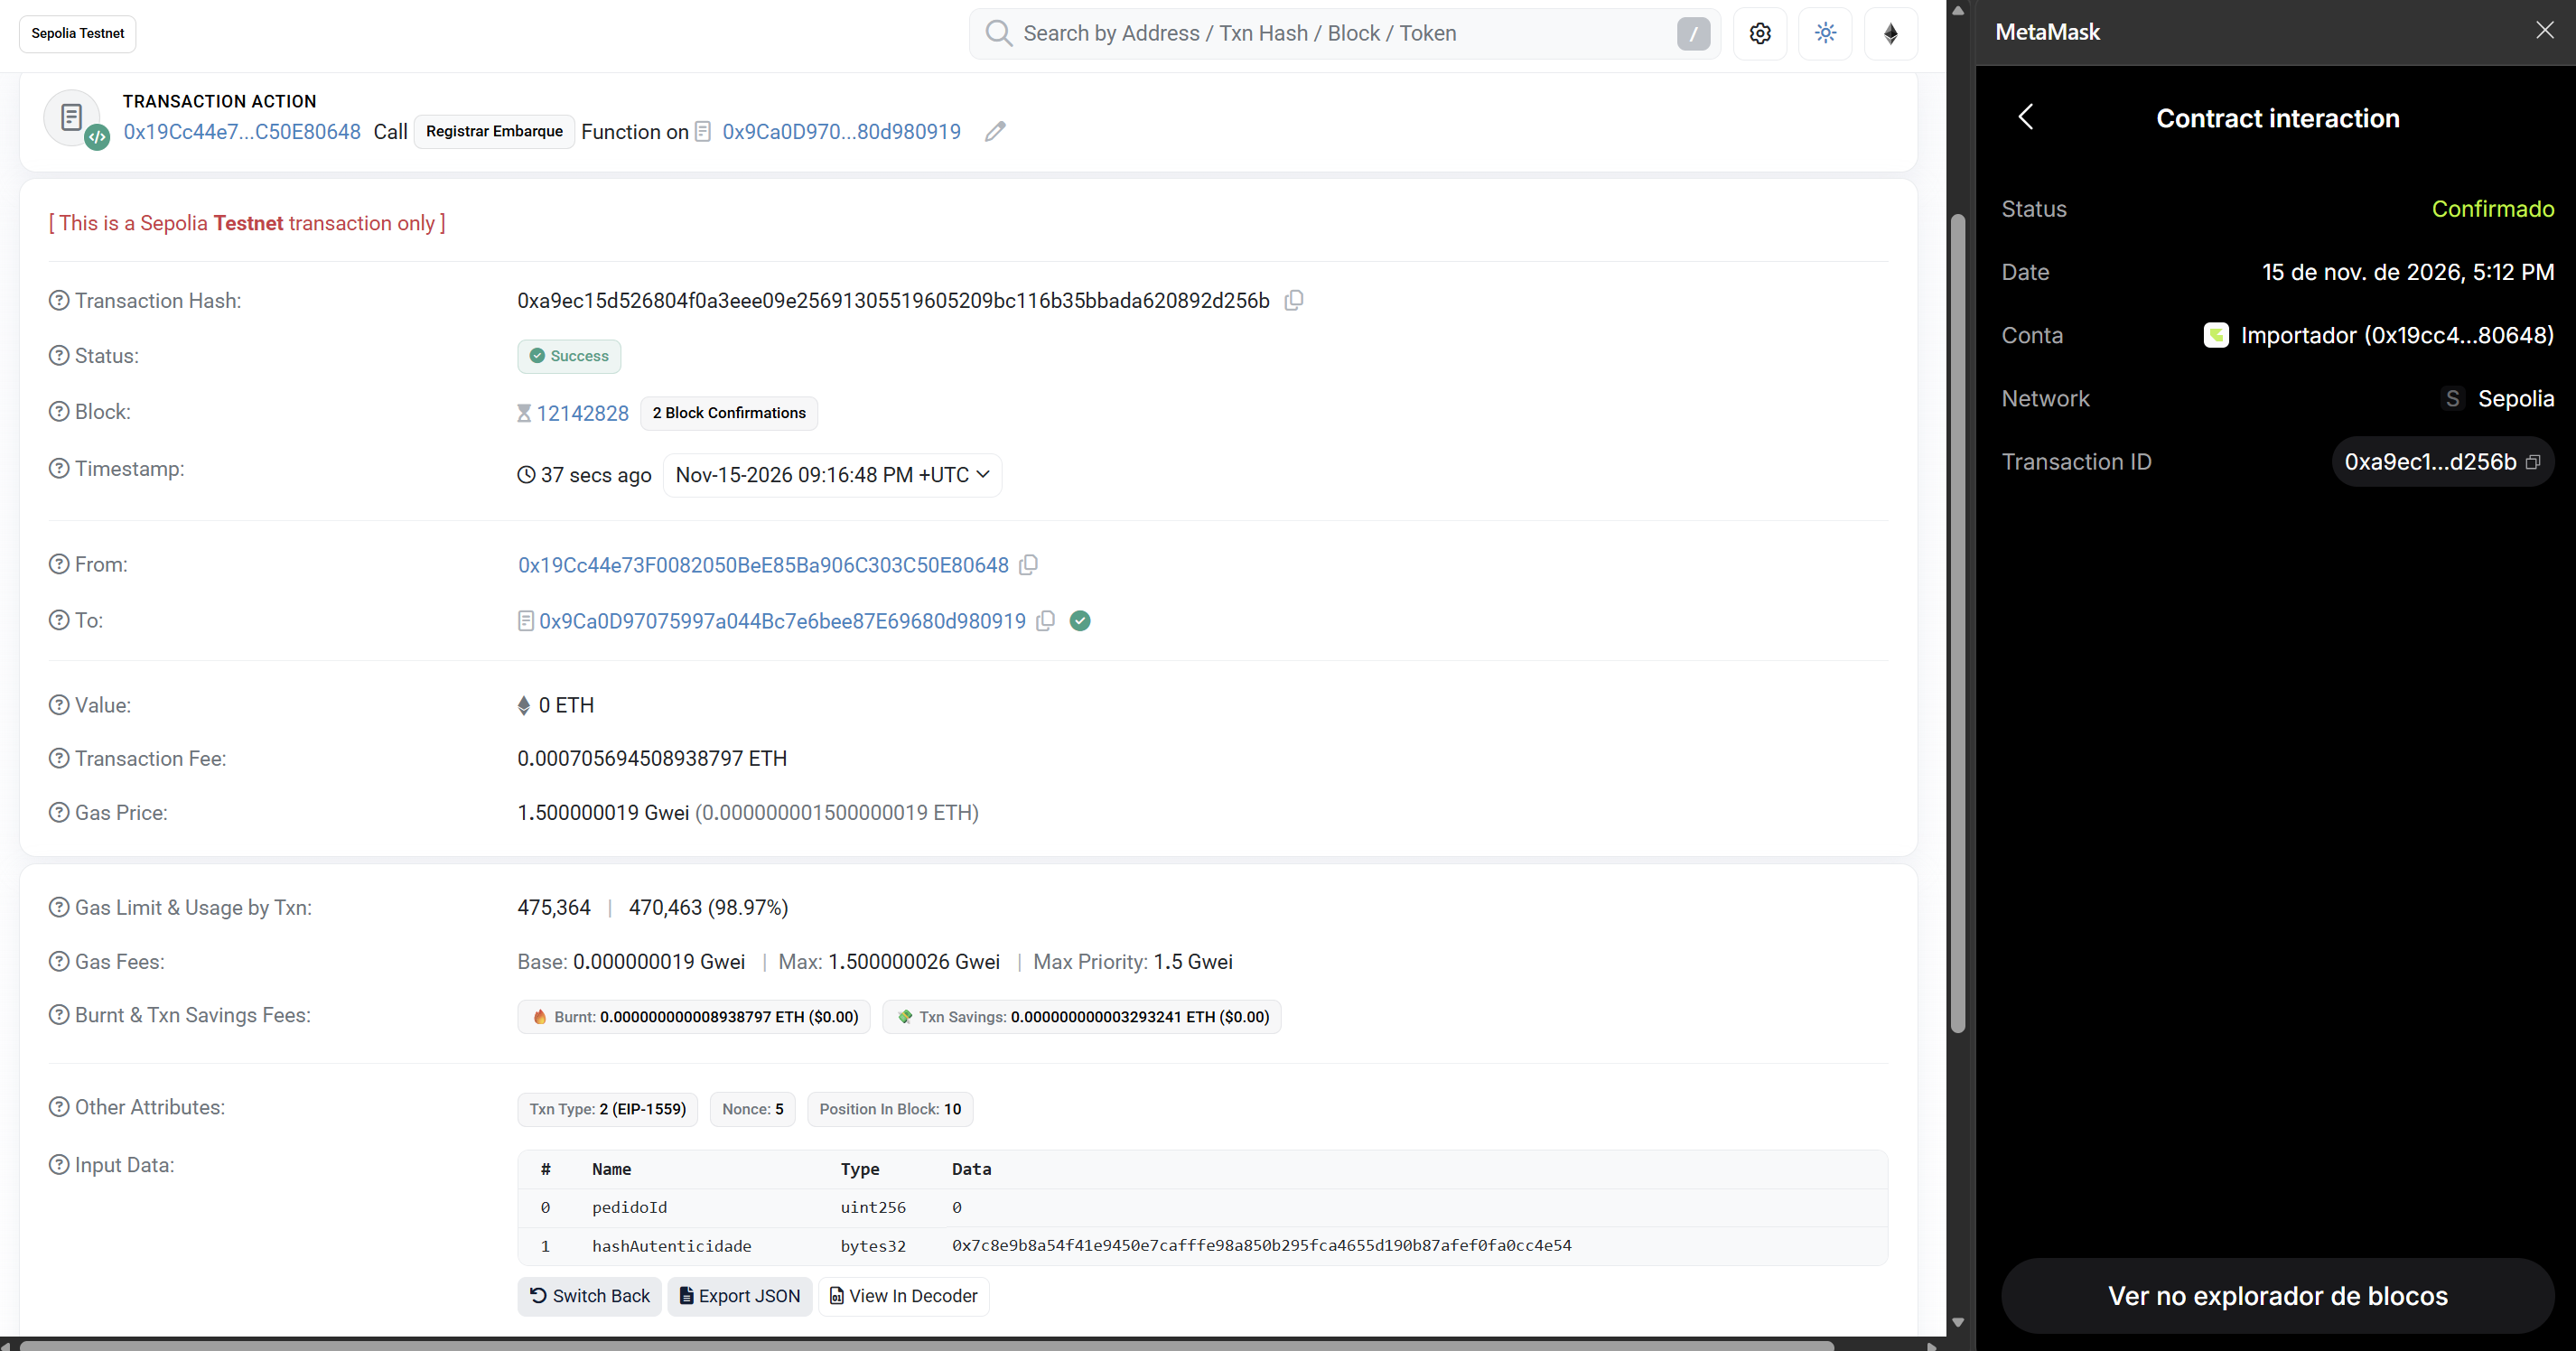 Sepolia Testnet
Search by Address / Txn Hash / Block / Token
/
TRANSACTION ACTION
0x19Cc44e7...C50E80648 Call Registrar Embarque Function on 0x9Ca0D970...80d980919
[ This is a Sepolia Testnet transaction only ]
Transaction Hash:
0xa9ec15d526804f0a3eee09e25691305519605209bc116b35bbada620892d256b
Status:
Success
Block:
12142828 2 Block Confirmations
Timestamp:
37 secs ago Nov-15-2026 09:16:48 PM +UTC
From:
0x19Cc44e73F0082050BeE85Ba906C303C50E80648
To:
0x9Ca0D97075997a044Bc7e6bee87E69680d980919
Value:
0 ETH
Transaction Fee:
0.000705694508938797 ETH
Gas Price:
1.500000019 Gwei (0.000000001500000019 ETH)
Gas Limit & Usage by Txn:
475,364 | 470,463 (98.97%)
Gas Fees:
Base: 0.000000019 Gwei | Max: 1.500000026 Gwei | Max Priority: 1.5 Gwei
Burnt & Txn Savings Fees:
Burnt: 0.000000000008938797 ETH ($0.00) Txn Savings: 0.000000000003293241 ETH ($0.00)
Other Attributes:
Txn Type: 2 (EIP-1559) Nonce: 5 Position In Block: 10
Input Data:
# Name Type Data
0 pedidoId uint256 0
1 hashAutenticidade bytes32 0x7c8e9b8a54f41e9450e7cafffe98a850b295fca4655d190b87afef0fa0cc4e54
Switch Back Export JSON View In Decoder
MetaMask
Contract interaction
Status Confirmado
Date 15 de nov. de 2026, 5:12 PM
Conta Importador (0x19cc4...80648)
Network S Sepolia
Transaction ID 0xa9ec1...d256b
Ver no explorador de blocos